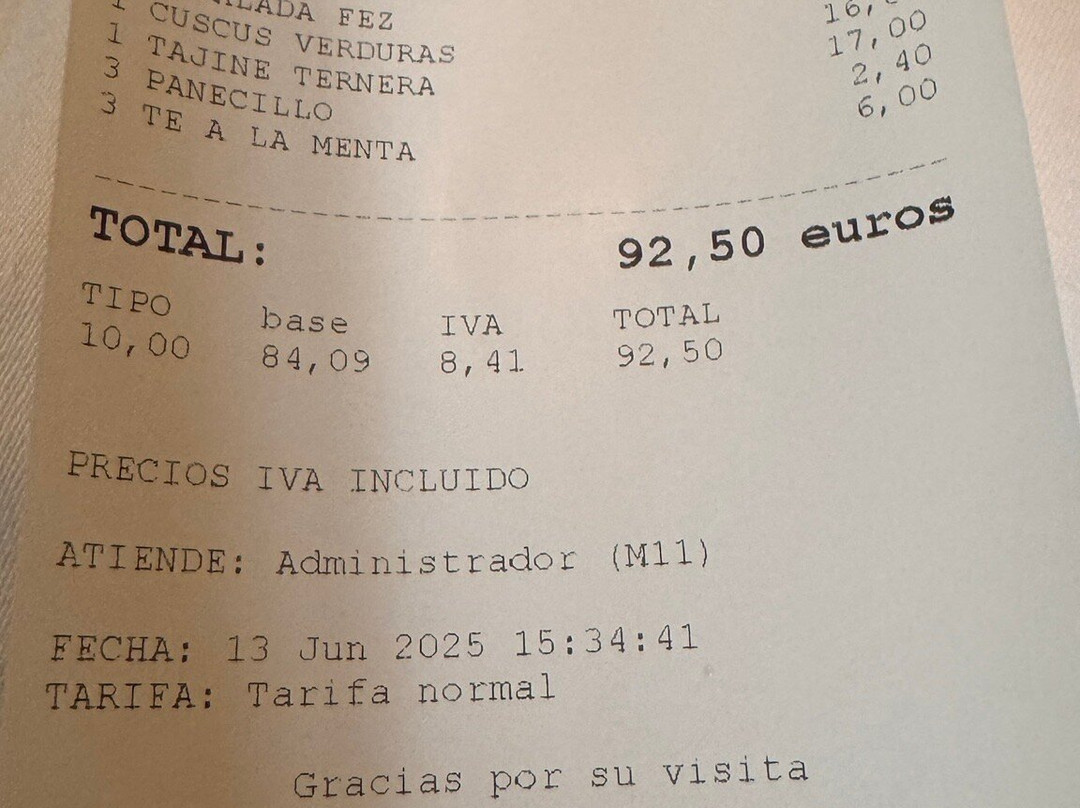 FEZ
1 CUSCUS VERDURAS 16,
1 TAJINE TERNERA 17,00
3 PANECILLO 2,40
3 TE A LA MENTA 6,00
TOTAL: 92,50 euros
TIPO base IVA TOTAL
10,00 84,09 8,41 92,50
PRECIOS IVA INCLUIDO
ATIENDE: Administrador (M11)
FECHA: 13 Jun 2025 15:34:41
TARIFA: Tarifa normal
Gracias por su visita